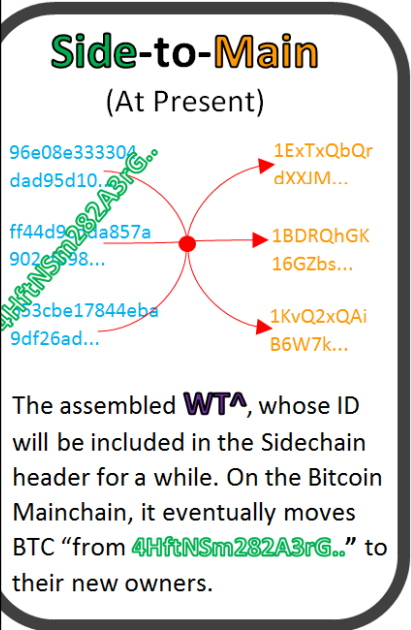 Side-to-Main
(At Present)
96e08e333304
dad95d10...
4HftNSm282A3rG..
1ExTxQbQr
dXXJM...
1BDRQhGK
16GZbs...
9df26ad...
1KvQ2xQAi
B6W7k...
The assembled WT^, whose ID
will be included in the Sidechain
header for a while. On the Bitcoin
Mainchain, it eventually moves
BTC “from 4HftNSm282A3rG..” to
their new owners.